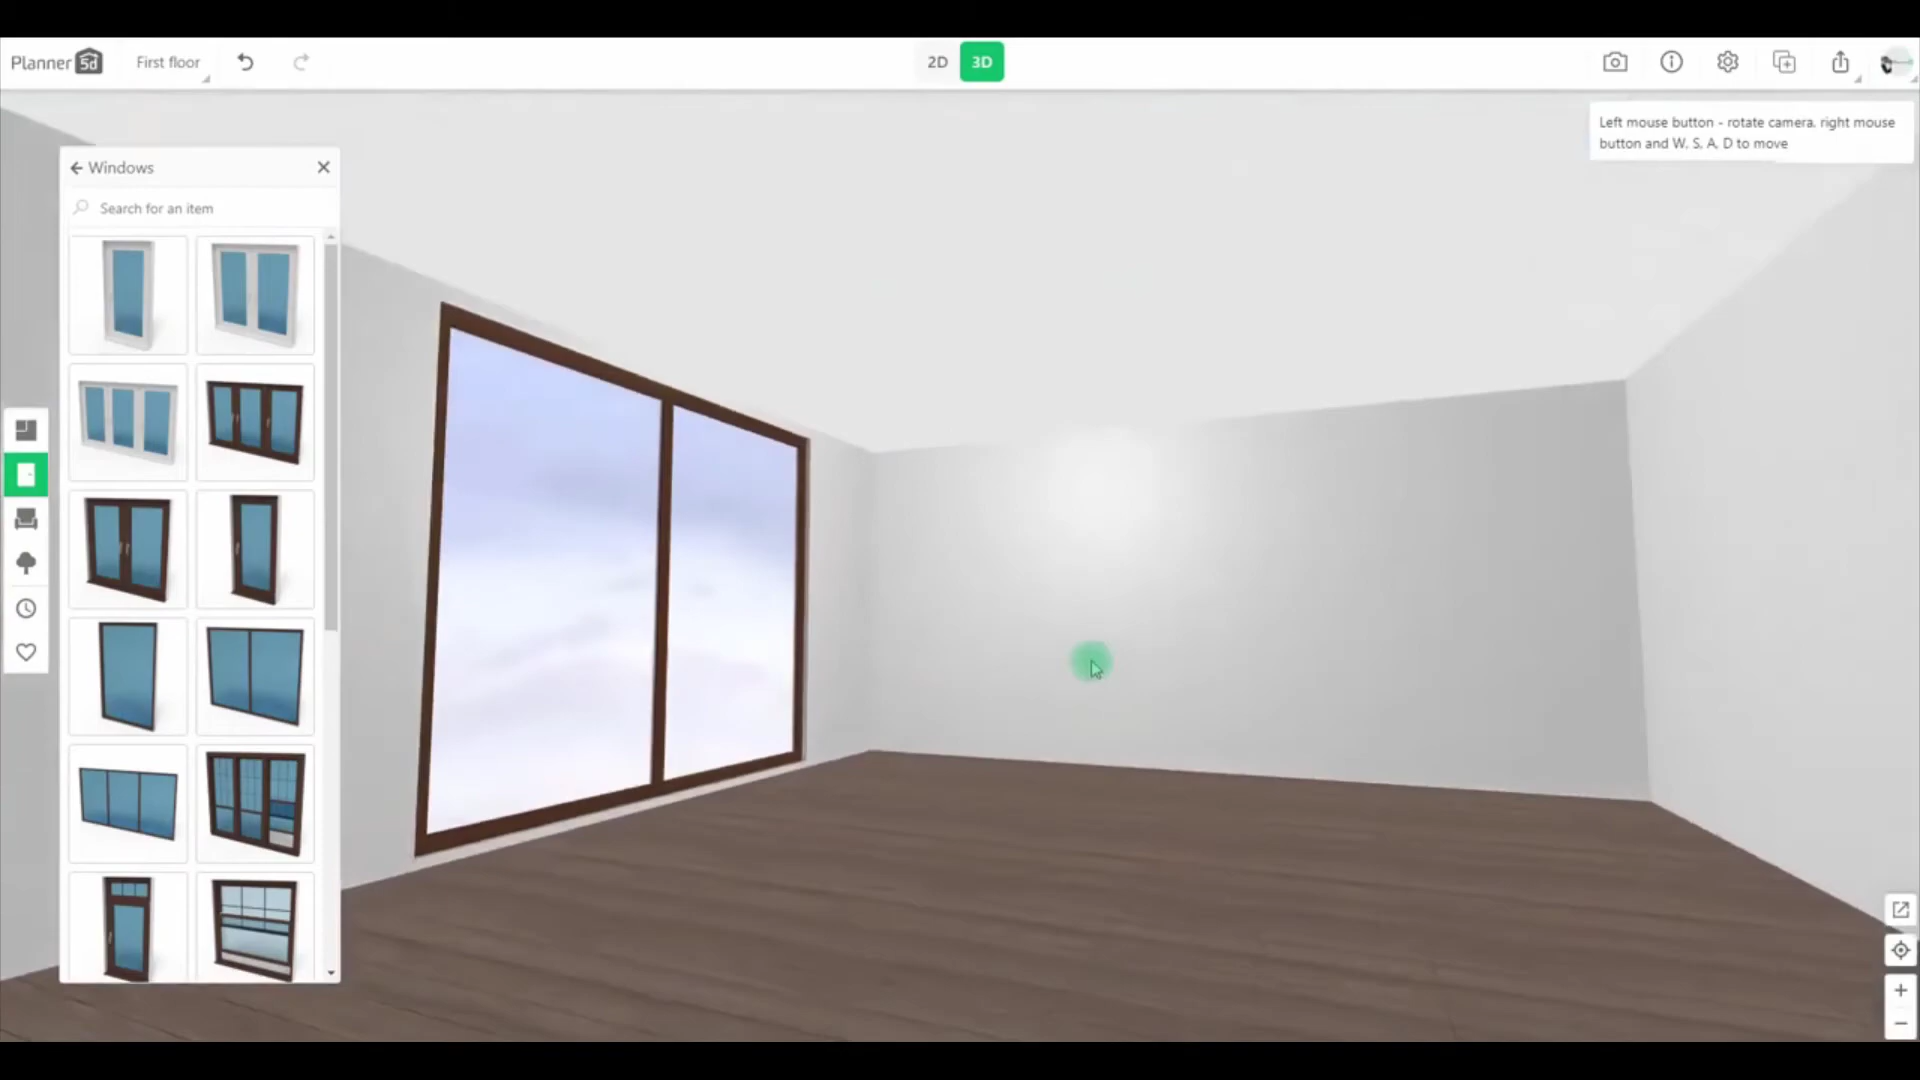 Planner 5d
First floor
2D
3D
Left mouse button - rotate camera. right mouse
button and W. S. A. D to move
Windows
Search for an item